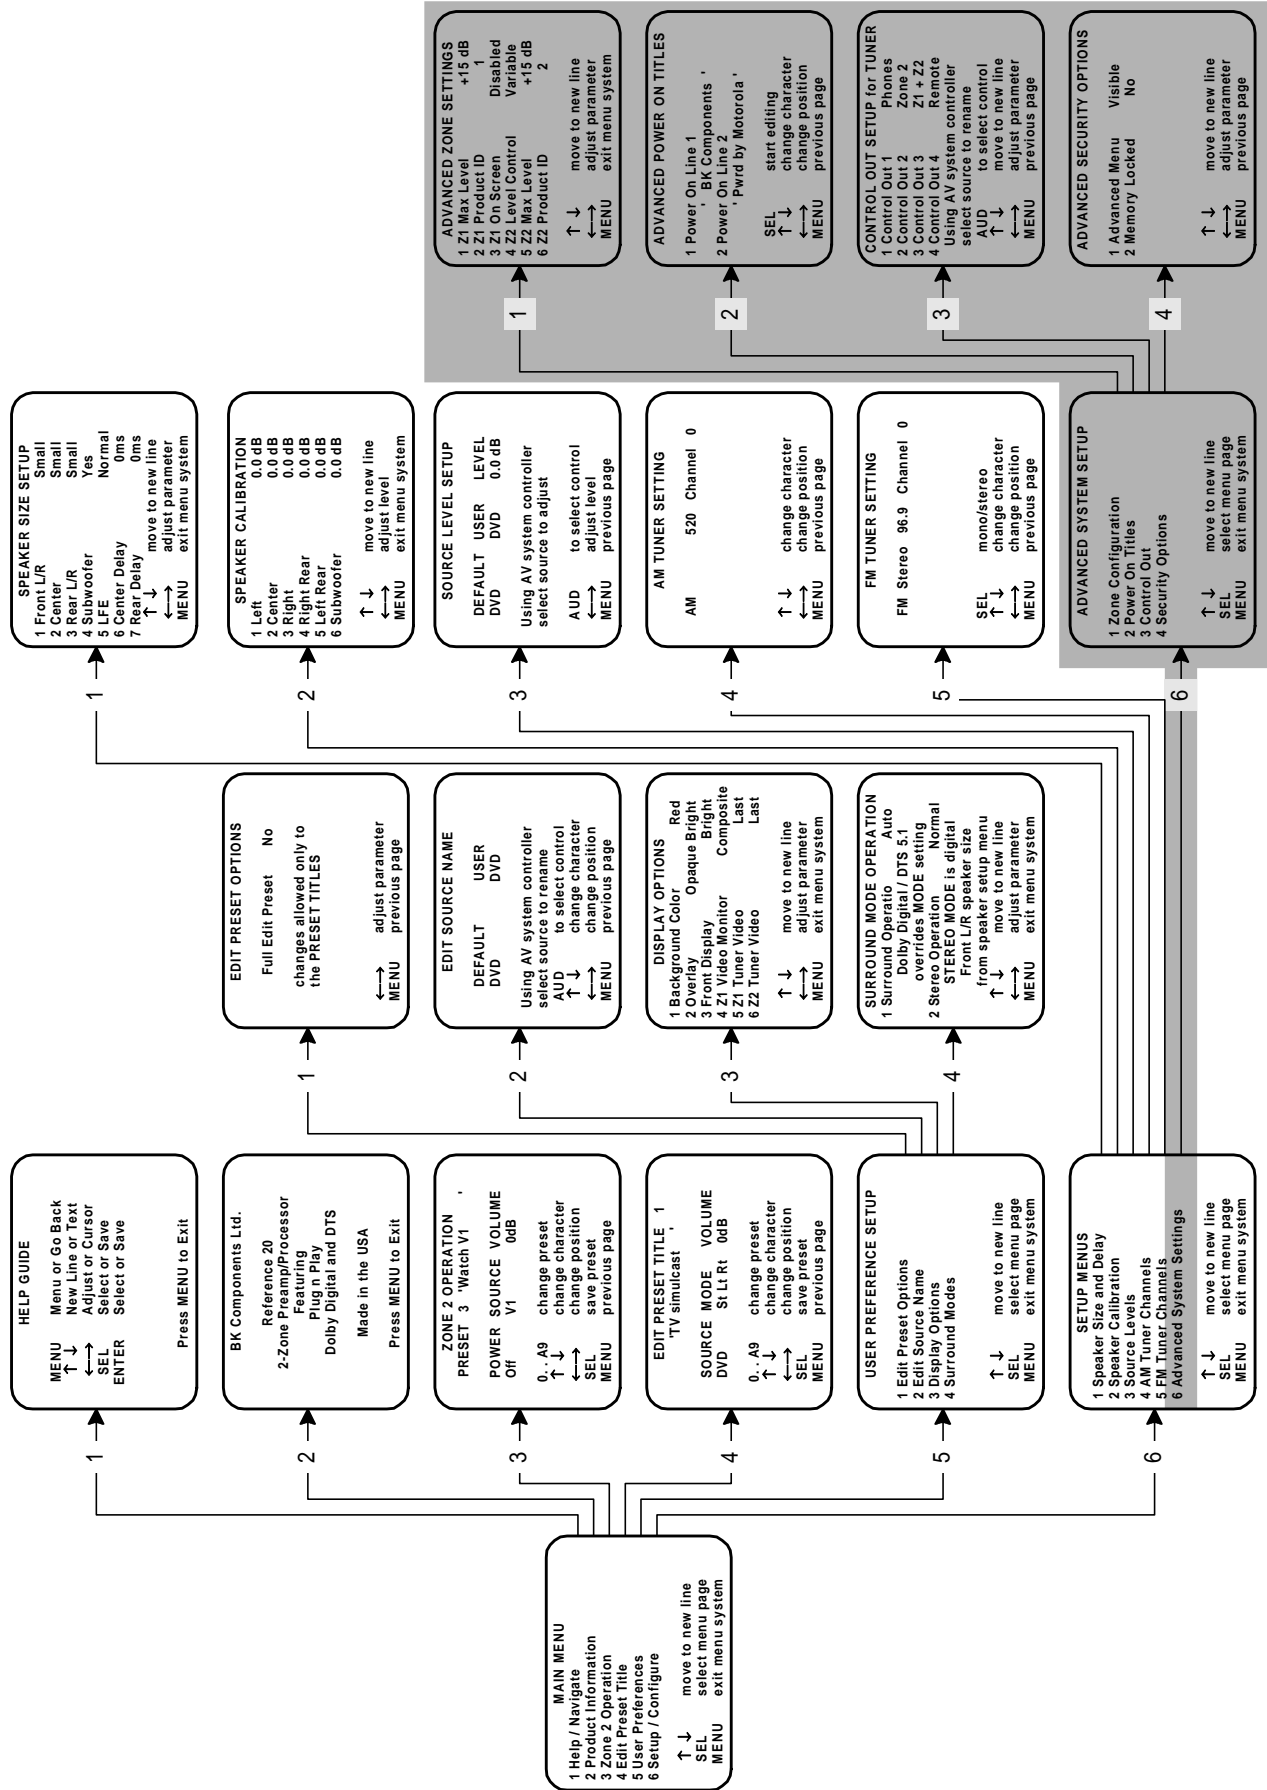 MAIN MENU
1 Help / Navigate
2 Product Information
3 Zone 2 Operation
4 Edit Preset Title
5 User Preferences
6 Setup / Configure
↑ ↓ move to new line
SEL select menu page
MENU exit menu system
1
HELP GUIDE
MENU Menu or Go Back
↑ ↓ New Line or Text
←→ Adjust or Cursor
SEL Select or Save
ENTER Select or Save
Press MENU to Exit
2
BK Components Ltd.
Reference 20
2-Zone Preamp/Processor
Featuring
Plug n Play
Dolby Digital and DTS
Made in the USA
Press MENU to Exit
3
ZONE 2 OPERATION
PRESET 3 'Watch V1 '
POWER SOURCE VOLUME
Off V1 0dB
0. . A9 change preset
↑ ↓ change character
←→ change position
SEL save preset
MENU previous page
4
EDIT PRESET TITLE 1
'TV simulcast '
SOURCE MODE VOLUME
DVD St Lt Rt 0dB
0. . A9 change preset
↑ ↓ change character
←→ change position
SEL save preset
MENU previous page
5
USER PREFERENCE SETUP
1 Edit Preset Options
2 Edit Source Name
3 Display Options
4 Surround Modes
↑ ↓ move to new line
SEL select menu page
MENU exit menu system
6
SETUP MENUS
1 Speaker Size and Delay
2 Speaker Calibration
3 Source Levels
4 AM Tuner Channels
5 FM Tuner Channels
6 Advanced System Settings
↑ ↓ move to new line
SEL select menu page
MENU exit menu system
1
EDIT PRESET OPTIONS
Full Edit Preset No
changes allowed only to
the PRESET TITLES
←→ adjust parameter
MENU previous page
2
EDIT SOURCE NAME
DEFAULT USER
DVD DVD
Using AV system controller
select source to rename
AUD to select control
↑ ↓ change character
←→ change position
MENU previous page
3
DISPLAY OPTIONS
1 Background Color Red
2 Overlay Opaque Bright
3 Front Display Bright
4 Z1 Video Monitor Composite
5 Z1 Tuner Video Last
6 Z2 Tuner Video Last
↑ ↓ move to new line
←→ adjust parameter
MENU exit menu system
4
SURROUND MODE OPERATION
1 Surround Operatio Auto
Dolby Digital / DTS 5.1
overrides MODE setting
2 Stereo Operation Normal
STEREO MODE is digital
Front L/R speaker size
from speaker setup menu
↑ ↓ move to new line
←→ adjust parameter
MENU exit menu system
1
SPEAKER SIZE SETUP
1 Front L/R Small
2 Center Small
3 Rear L/R Small
4 Subwoofer Yes
5 LFE Normal
6 Center Delay 0ms
7 Rear Delay 0ms
↑ ↓ move to new line
←→ adjust parameter
MENU exit menu system
2
SPEAKER CALIBRATION
1 Left 0.0 dB
2 Center 0.0 dB
3 Right 0.0 dB
4 Right Rear 0.0 dB
5 Left Rear 0.0 dB
6 Subwoofer 0.0 dB
↑ ↓ move to new line
←→ adjust level
MENU exit menu system
3
SOURCE LEVEL SETUP
DEFAULT USER LEVEL
DVD DVD 0.0 dB
Using AV system controller
select source to adjust
AUD to select control
←→ adjust level
MENU previous page
4
AM TUNER SETTING
AM 520 Channel 0
↑ ↓ change character
←→ change position
MENU previous page
5
FM TUNER SETTING
FM Stereo 96.9 Channel 0
SEL mono/stereo
↑ ↓ change character
←→ change position
MENU previous page
6
ADVANCED SYSTEM SETUP
1 Zone Configuration
2 Power On Titles
3 Control Out
4 Security Options
↑ ↓ move to new line
SEL select menu page
MENU exit menu system
1
ADVANCED ZONE SETTINGS
1 Z1 Max Level +15 dB
2 Z1 Product ID 1
3 Z1 On Screen Disabled
4 Z2 Level Control Variable
5 Z2 Max Level +15 dB
6 Z2 Product ID 2
↑ ↓ move to new line
←→ adjust parameter
MENU exit menu system
2
ADVANCED POWER ON TITLES
1 Power On Line 1
' BK Components '
2 Power On Line 2
' Pwrd by Motorola '
SEL start editing
↑ ↓ change character
←→ change position
MENU previous page
3
CONTROL OUT SETUP for TUNER
1 Control Out 1 Phones
2 Control Out 2 Zone 2
3 Control Out 3 Z1 + Z2
4 Control Out 4 Remote
Using AV system controller
select source to rename
AUD to select control
↑ ↓ move to new line
←→ adjust parameter
MENU previous page
4
ADVANCED SECURITY OPTIONS
1 Advanced Menu Visible
2 Memory Locked No
↑ ↓ move to new line
←→ adjust parameter
MENU previous page